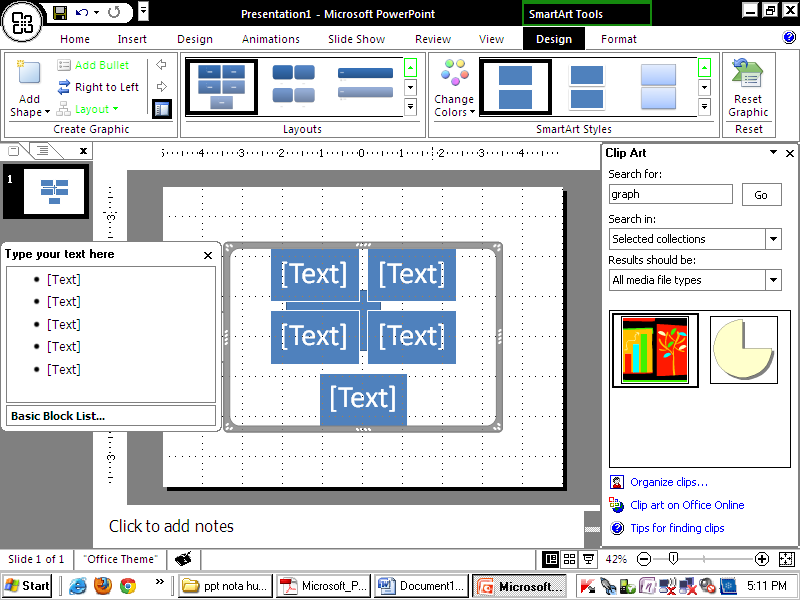 Presentation1 - Microsoft PowerPoint
SmartArt Tools
Home Insert Design Animations Slide Show Review View Design Format
Add Shape
Add Bullet
Right to Left
Layout
Create Graphic
Layouts
Change Colors
SmartArt Styles
Reset Graphic
Reset
1
Type your text here
[Text]
[Text]
[Text]
[Text]
[Text]
Basic Block List...
[Text] [Text]
[Text] [Text]
[Text]
Click to add notes
Clip Art
Search for:
graph
Go
Search in:
Selected collections
Results should be:
All media file types
Organize clips...
Clip art on Office Online
Tips for finding clips
Slide 1 of 1
"Office Theme"
42%
Start
ppt nota hu...
Microsoft_P...
Document1...
Microsoft...
5:11 PM